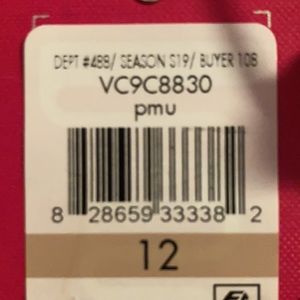 DEPT #488/ SEASON S19/ BUYER 108
VC9C8830
pmu
8 28659 33338 2
12